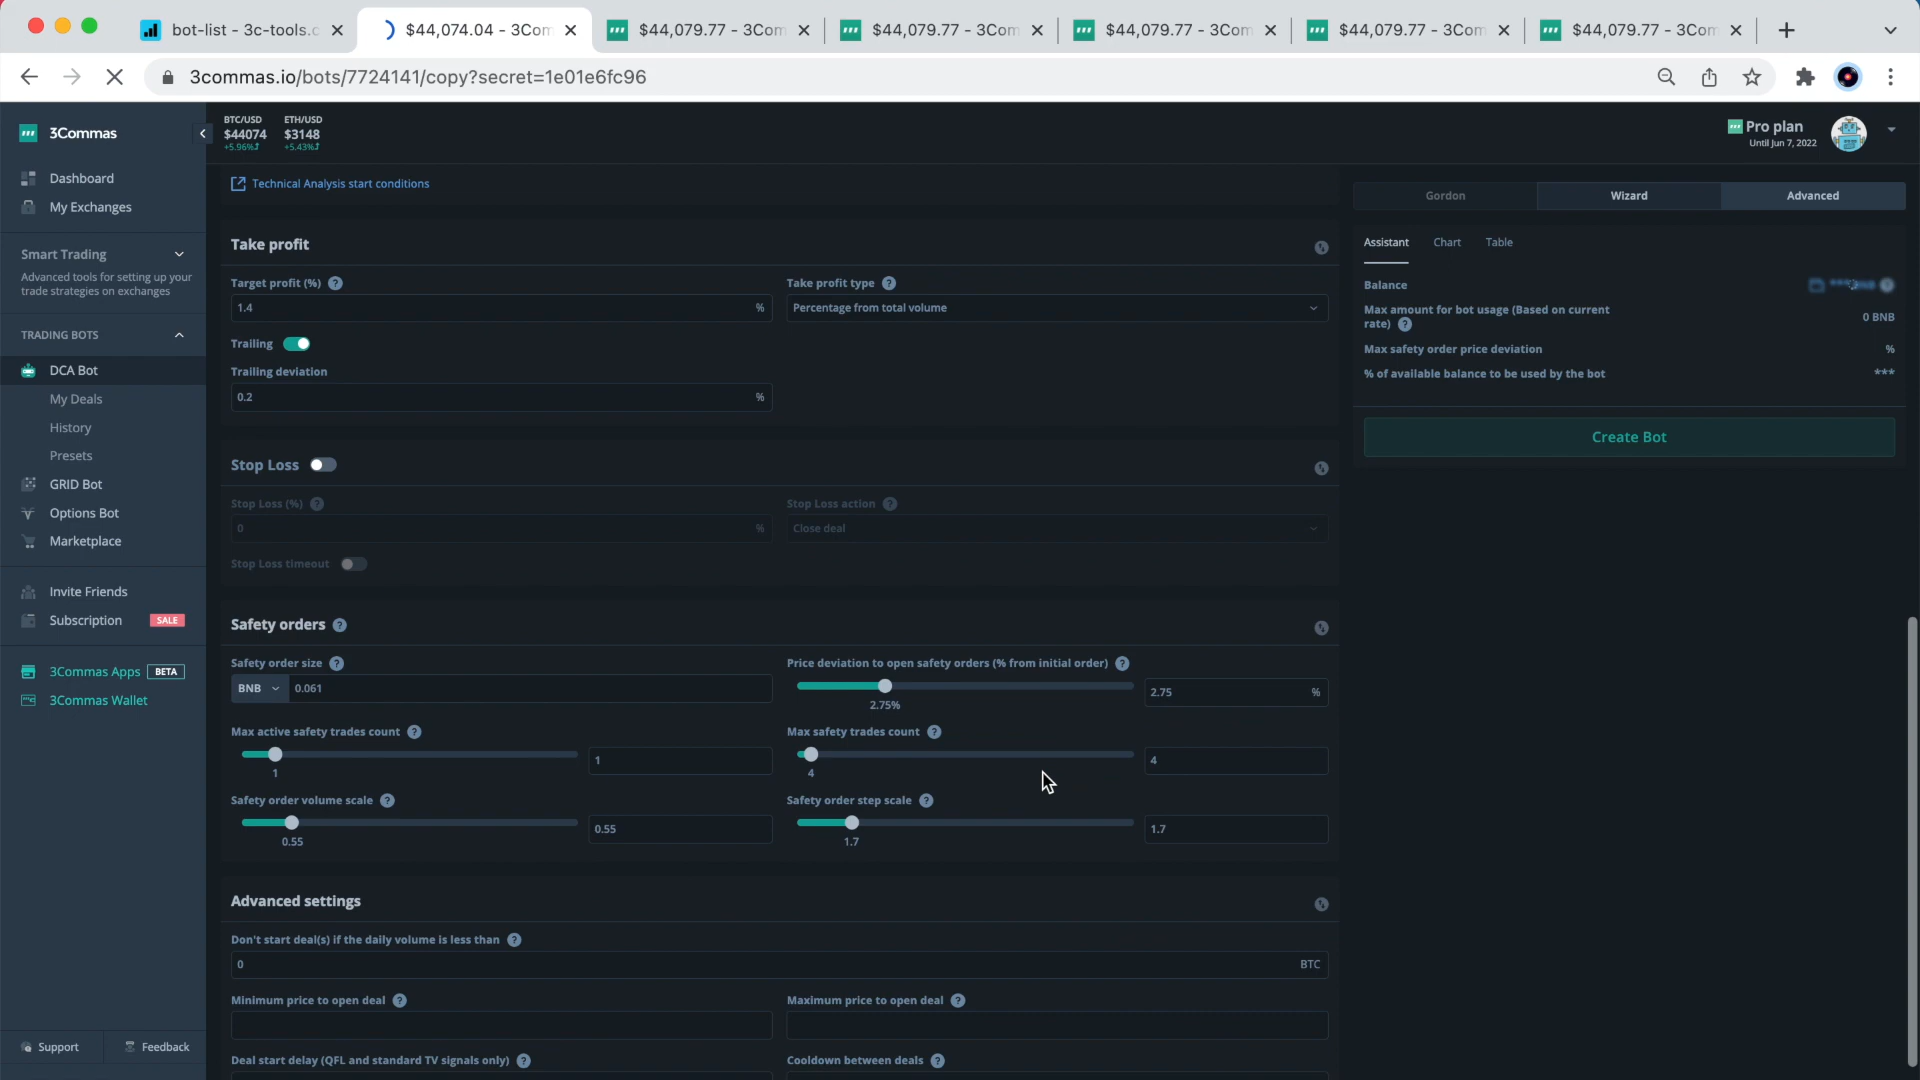 bot-list - 3c-tools.c
$44,074.04 - 3Com
$44,079.77 - 3Com
$44,079.77 - 3Com
$44,079.77 - 3Com
$44,079.77 - 3Com
$44,079.77 - 3Com
3commas.io/bots/7724141/copy?secret=1e01e6fc96
3Commas
BTC/USD
$44074
+5.96%
ETH/USD
$3148
+5.43%
Pro plan
Until Jun 7, 2022
Dashboard
My Exchanges
Smart Trading
Advanced tools for setting up your
trade strategies on exchanges
TRADING BOTS
DCA Bot
My Deals
History
Presets
GRID Bot
Options Bot
Marketplace
Invite Friends
Subscription
SALE
3Commas Apps
BETA
3Commas Wallet
Support
Feedback
Technical Analysis start conditions
Take profit
Target profit (%)
1.4
%
Take profit type
Percentage from total volume
Trailing
Trailing deviation
0.2
%
Stop Loss
Stop Loss (%)
0
%
Stop Loss action
Close deal
Stop Loss timeout
Safety orders
Safety order size
BNB
0.061
Price deviation to open safety orders (% from initial order)
2.75%
2.75
%
Max active safety trades count
1
1
Max safety trades count
4
4
Safety order volume scale
0.55
0.55
Safety order step scale
1.7
1.7
Advanced settings
Don't start deal(s) if the daily volume is less than
0
BTC
Minimum price to open deal
Maximum price to open deal
Deal start delay (QFL and standard TV signals only)
Cooldown between deals
Gordon
Wizard
Advanced
Assistant
Chart
Table
Balance
Max amount for bot usage (Based on current
rate)
0 BNB
Max safety order price deviation
%
% of available balance to be used by the bot
***
Create Bot